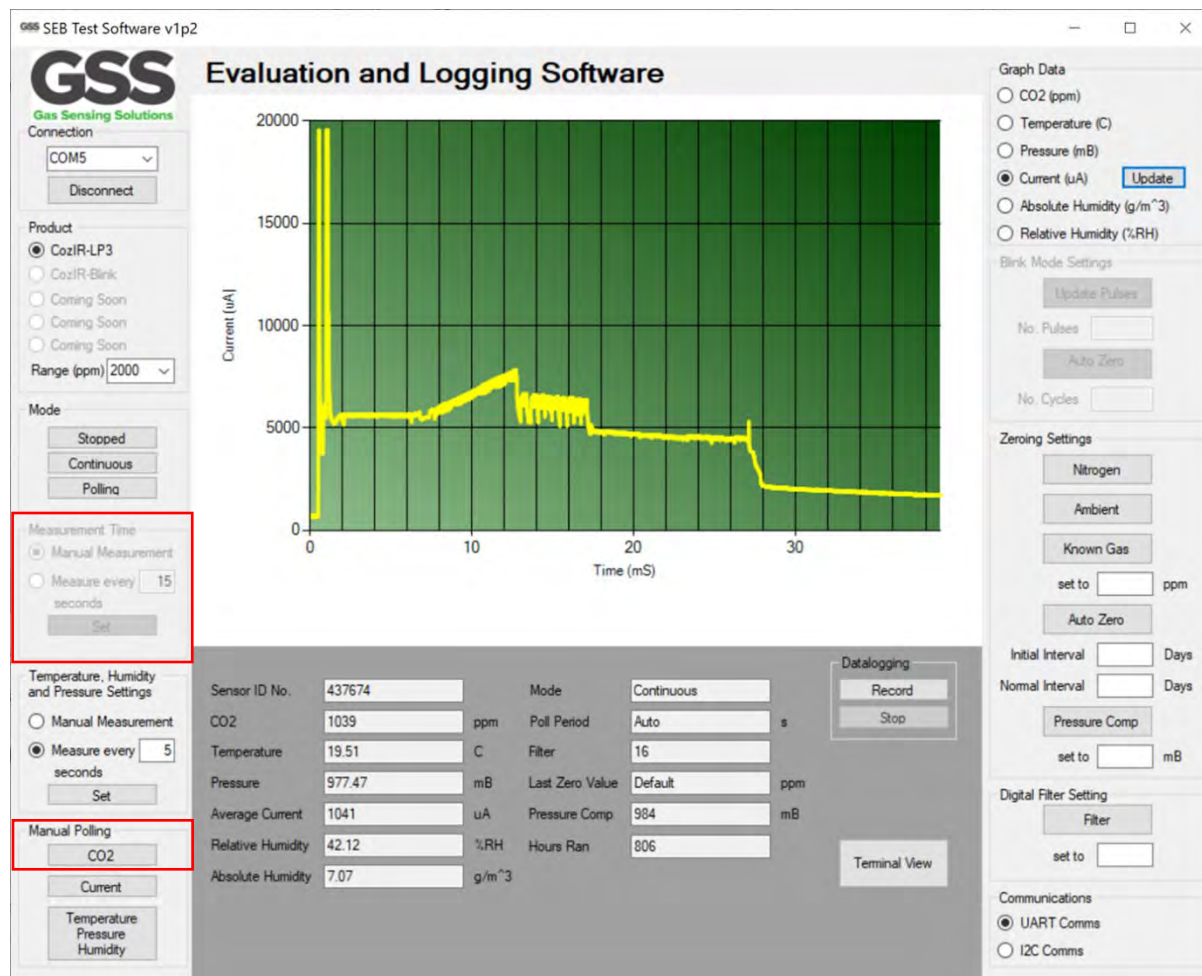 GSS SEB Test Software v1p2
GSS
Gas Sensing Solutions
Evaluation and Logging Software
Connection
COM5
Disconnect
Product
CozIR-LP3
CozIR-Blink
Coming Soon
Coming Soon
Coming Soon
Range (ppm) 2000
Mode
Stopped
Continuous
Polling
Measurement Time
Manual Measurement
Measure every 15
seconds
Set
Temperature, Humidity
and Pressure Settings
Manual Measurement
Measure every 5
seconds
Set
Manual Polling
CO2
Current
Temperature
Pressure
Humidity
20000
15000
10000
5000
0
Current (uA)
0 10 20 30
Time (mS)
Sensor ID No. 437674
CO2 1039 ppm
Temperature 19.51 C
Pressure 977.47 mB
Average Current 1041 uA
Relative Humidity 42.12 %RH
Absolute Humidity 7.07 g/m^3
Mode Continuous
Poll Period Auto s
Filter 16
Last Zero Value Default ppm
Pressure Comp 984 mB
Hours Ran 806
Datalogging
Record
Stop
Terminal View
Graph Data
CO2 (ppm)
Temperature (C)
Pressure (mB)
Current (uA) Update
Absolute Humidity (g/m^3)
Relative Humidity (%RH)
Blink Mode Settings
Update Pulses
No. Pulses
Auto Zero
No. Cycles
Zeroing Settings
Nitrogen
Ambient
Known Gas
set to ppm
Auto Zero
Initial Interval Days
Normal Interval Days
Pressure Comp
set to mB
Digital Filter Setting
Filter
set to
Communications
UART Comms
I2C Comms